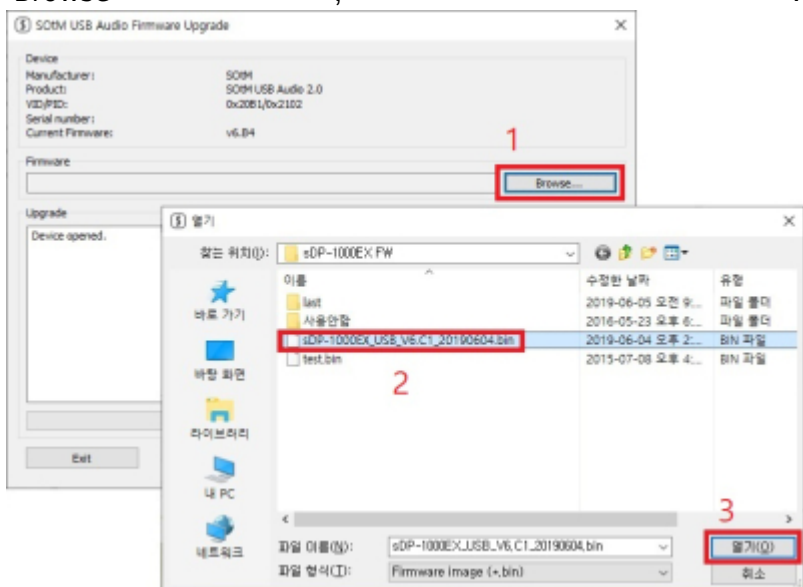 Browse
SOtM USB Audio Firmware Upgrade
Device
Manufacturer: SOtM
Product: SOtM USB Audio 2.0
VID/PID: 0x20B1/0x2102
Serial number:
Current Firmware: v6.B4
1
Firmware
Browse...
Upgrade
Device opened.
열기
찾는 위치(I): sDP-1000EX FW
이름 수정한 날짜 유형
last 2019-06-05 오전 9:... 파일 폴더
사용안함 2016-05-23 오후 6:... 파일 폴더
sDP-1000EX_USB_V6.C1_20190604.bin 2019-06-04 오후 2:... BIN 파일
test.bin 2015-07-08 오후 4:... BIN 파일
2
바로 가기
바탕 화면
라이브러리
내 PC
네트워크
Exit
3
파일 이름(N): sDP-1000EX_USB_V6.C1_20190604.bin 열기(O)
파일 형식(T): Firmware image (*.bin) 취소